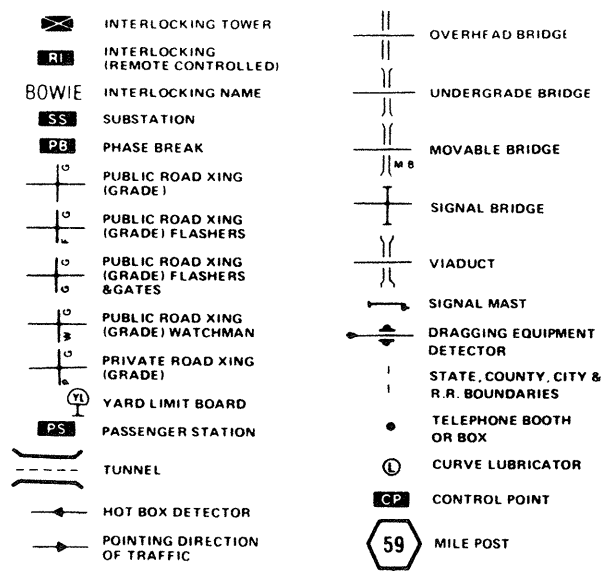 INTERLOCKING TOWER
RI INTERLOCKING
(REMOTE CONTROLLED)
BOWIE INTERLOCKING NAME
SS SUBSTATION
PB PHASE BREAK
G PUBLIC ROAD XING
(GRADE)
G PUBLIC ROAD XING
F (GRADE) FLASHERS
G PUBLIC ROAD XING
(GRADE) FLASHERS
G &GATES
G PUBLIC ROAD XING
W (GRADE) WATCHMAN
G PRIVATE ROAD XING
P (GRADE)
YL YARD LIMIT BOARD
PS PASSENGER STATION
TUNNEL
HOT BOX DETECTOR
POINTING DIRECTION
OF TRAFFIC
OVERHEAD BRIDGE
UNDERGRADE BRIDGE
MOVABLE BRIDGE
M B
SIGNAL BRIDGE
VIADUCT
SIGNAL MAST
DRAGGING EQUIPMENT
DETECTOR
STATE, COUNTY, CITY &
R.R. BOUNDARIES
TELEPHONE BOOTH
OR BOX
L CURVE LUBRICATOR
CP CONTROL POINT
59 MILE POST